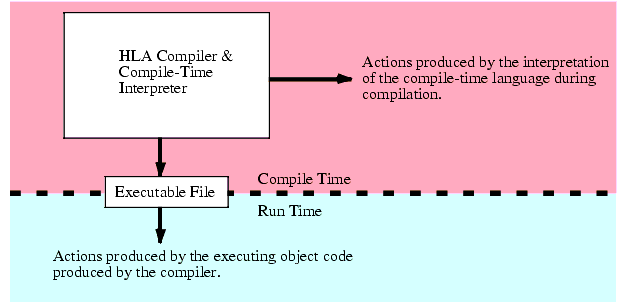 HLA Compiler &
Compile-Time
Interpreter
Actions produced by the interpretation
of the compile-time language during
compilation.
Compile Time
Executable File
Run Time
Actions produced by the executing object code
produced by the compiler.